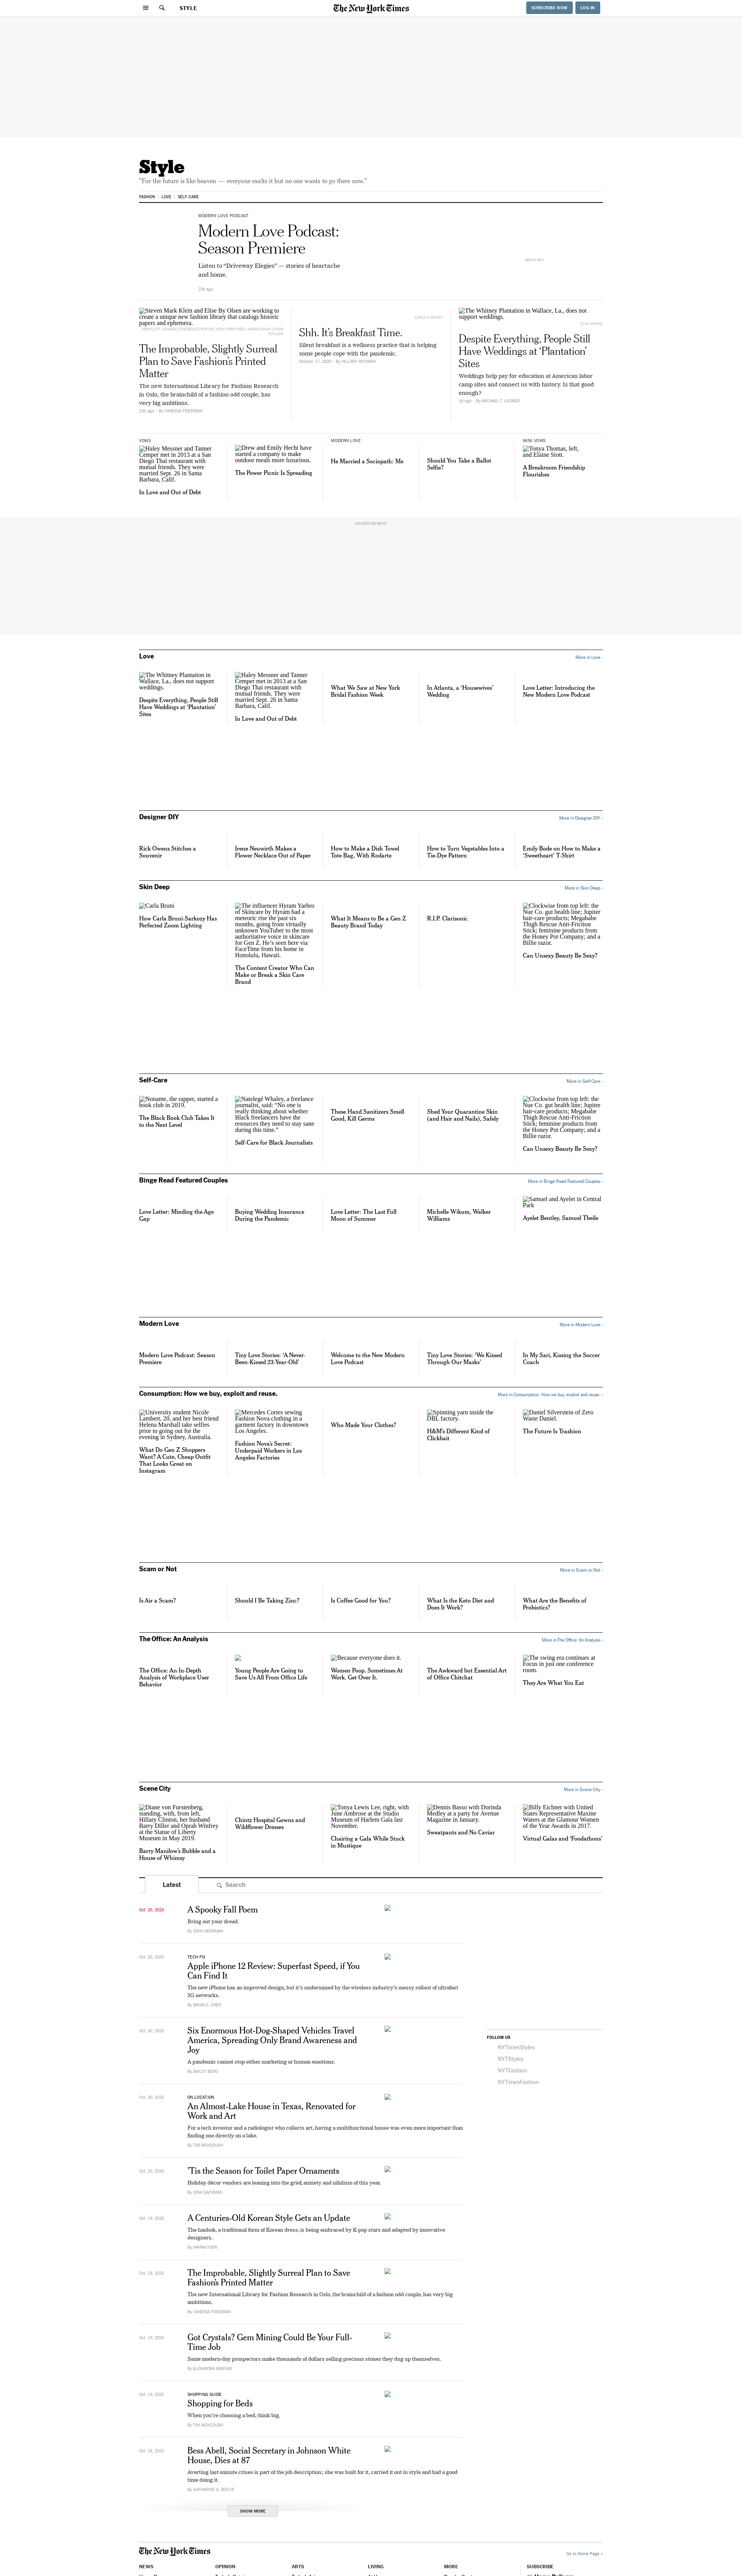 STYLE
The New York Times
SUBSCRIBE NOW
LOG IN
Style
"For the future is like heaven — everyone exalts it but no one wants to go there now."
FASHION
LOVE
SELF-CARE
MODERN LOVE PODCAST
Modern Love Podcast:
Season Premiere
Listen to “Driveway Elegies” — stories of heartache
and home.
BRIAN REA
Steven Mark Klein and Elise By Olsen are working to
create a unique new fashion library that catalogs historic
papers and ephemera.
The Improbable, Slightly Surreal
Plan to Save Fashion’s Printed
Matter
The new International Library for Fashion Research
in Oslo, the brainchild of a fashion odd couple, has
very big ambitions.
By VANESSA FRIEDMAN
Shh. It’s Breakfast Time.
Silent breakfast is a wellness practice that is helping
some people cope with the pandemic.
October 17, 2020 · By HILLARY RICHARD
The Whitney Plantation in Wallace, La., does not
support weddings.
Despite Everything, People Still
Have Weddings at ‘Plantation’
Sites
Weddings help pay for education at American labor
camp sites and connect us with history. Is that good
enough?
1d ago · By MICHAEL T. LUONGO
VOWS
Haley Messner and Tanner
Cemper met in 2013 at a San
Diego Thai restaurant with
mutual friends. They were
married Sept. 26 in Santa
Barbara, Calif.
In Love and Out of Debt
Drew and Emily Hecht have
started a company to make
outdoor meals more luxurious.
The Power Picnic Is Spreading
MODERN LOVE
He Married a Sociopath: Me
Should You Take a Ballot
Selfie?
MINI-VOWS
Tonya Thomas, left,
and Elaine Stoti.
A Breakroom Friendship
Flourishes
ADVERTISEMENT
Love
More in Love ›
The Whitney Plantation in
Wallace, La., does not support
weddings.
Despite Everything, People Still
Have Weddings at ‘Plantation’
Sites
Haley Messner and Tanner
Cemper met in 2013 at a San
Diego Thai restaurant with
mutual friends. They were
married Sept. 26 in Santa
Barbara, Calif.
In Love and Out of Debt
What We Saw at New York
Bridal Fashion Week
In Atlanta, a ‘Housewives’
Wedding
Love Letter: Introducing the
New Modern Love Podcast
Designer DIY
More in Designer DIY ›
Rick Owens Stitches a
Souvenir
Irene Neuwirth Makes a
Flower Necklace Out of Paper
How to Make a Dish Towel
Tote Bag, With Rodarte
How to Turn Vegetables Into a
Tie-Dye Pattern
Emily Bode on How to Make a
‘Sweetheart’ T-Shirt
Skin Deep
More in Skin Deep ›
Carla Bruni
How Carla Bruni-Sarkozy Has
Perfected Zoom Lighting
The influencer Hyram Yarbro
of Skincare by Hyram had a
meteoric rise the past six
months, going from virtually
unknown YouTuber to the most
authoritative voice in skincare
for Gen Z. He’s seen here via
FaceTime from his home in
Honolulu, Hawaii.
The Content Creator Who Can
Make or Break a Skin Care
Brand
What It Means to Be a Gen Z
Beauty Brand Today
R.I.P. Clarisonic
Clockwise from top left: the
Nue Co. gut health line; Jupiter
hair-care products; Megababe
Thigh Rescue Anti-Friction
Stick; feminine products from
the Honey Pot Company; and a
Billie razor.
Can Unsexy Beauty Be Sexy?
Self-Care
More in Self-Care ›
Noname, the rapper, started a
book club in 2019.
The Black Book Club Takes It
to the Next Level
Natelegé Whaley, a freelance
journalist, said: “No one is
really thinking about whether
Black freelancers have the
resources they need to stay sane
during this time.”
Self-Care for Black Journalists
These Hand Sanitizers Smell
Good, Kill Germs
Shed Your Quarantine Skin
(and Hair and Nails), Safely
Clockwise from top left: the
Nue Co. gut health line; Jupiter
hair-care products; Megababe
Thigh Rescue Anti-Friction
Stick; feminine products from
the Honey Pot Company; and a
Billie razor.
Can Unsexy Beauty Be Sexy?
Binge Read Featured Couples
More in Binge Read Featured Couples ›
Love Letter: Minding the Age
Gap
Buying Wedding Insurance
During the Pandemic
Love Letter: The Last Full
Moon of Summer
Michelle Wikum, Walker
Williams
Samuel and Ayelet in Central
Park
Ayelet Bentley, Samuel Tbeile
Modern Love
More in Modern Love ›
Modern Love Podcast: Season
Premiere
Tiny Love Stories: ‘A Never-
Been-Kissed 23-Year-Old’
Welcome to the New Modern
Love Podcast
Tiny Love Stories: ‘We Kissed
Through Our Masks’
In My Sari, Kissing the Soccer
Coach
Consumption: How we buy, exploit and reuse.
More in Consumption: How we buy, exploit and reuse. ›
University student Nicole
Lambert, 20, and her best friend
Helena Marshall take selfies
prior to going out for the
evening in Sydney, Australia.
What Do Gen Z Shoppers
Want? A Cute, Cheap Outfit
That Looks Great on
Instagram
Mercedes Cortes sewing
Fashion Nova clothing in a
garment factory in downtown
Los Angeles.
Fashion Nova’s Secret:
Underpaid Workers in Los
Angeles Factories
Who Made Your Clothes?
Spinning yarn inside the
DBL factory.
H&M’s Different Kind of
Clickbait
Daniel Silverstein of Zero
Waste Daniel.
The Future Is Trashion
Scam or Not
More in Scam or Not ›
Is Air a Scam?
Should I Be Taking Zinc?
Is Coffee Good for You?
What Is the Keto Diet and
Does It Work?
What Are the Benefits of
Probiotics?
The Office: An Analysis
More in The Office: An Analysis ›
The Office: An In-Depth
Analysis of Workplace User
Behavior
Young People Are Going to
Save Us All From Office Life
Because everyone does it.
Women Poop. Sometimes At
Work. Get Over It.
The Awkward but Essential Art
of Office Chitchat
The swing era continues at
Focus in just one conference
room.
They Are What You Eat
Scene City
More in Scene City ›
Diane von Furstenberg,
standing, with, from left,
Hillary Clinton, her husband
Barry Diller and Oprah Winfrey
at the Statue of Liberty
Museum in May 2019.
Barry Manilow’s Bubble and a
House of Whimsy
Chintz Hospital Gowns and
Wildflower Dresses
Tonya Lewis Lee, right, with
June Ambrose at the Studio
Museum of Harlem Gala last
November.
Chairing a Gala While Stuck
in Mustique
Dennis Basso with Dorinda
Medley at a party for Avenue
Magazine in January.
Sweatpants and No Caviar
Billy Eichner with United
States Representative Maxine
Waters at the Glamour Women
of the Year Awards in 2017.
Virtual Galas and ‘Foodathons’
Latest
Search
Oct. 20, 2020
A Spooky Fall Poem
Bring out your dread.
By JOHN HERRMAN
Oct. 20, 2020
TECH FIX
Apple iPhone 12 Review: Superfast Speed, if You
Can Find It
The new iPhone has an improved design, but it’s undermined by the wireless industry’s messy rollout of ultrafast
5G networks.
By BRIAN X. CHEN
Oct. 20, 2020
Six Enormous Hot-Dog-Shaped Vehicles Travel
America, Spreading Only Brand Awareness and
Joy
A pandemic cannot stop either marketing or human emotions.
By BAILEY BERG
FOLLOW US
NYTimesStyles
NYTStyles
NYTFashion
NYTimesFashion
Oct. 20, 2020
ON LOCATION
An Almost-Lake House in Texas, Renovated for
Work and Art
For a tech investor and a radiologist who collects art, having a multifunctional house was even more important than
finding one directly on a lake.
By TIM MCKEOUGH
Oct. 20, 2020
’Tis the Season for Toilet Paper Ornaments
Holiday décor vendors are leaning into the grief, anxiety and nihilism of this year.
By DINA GACHMAN
Oct. 19, 2020
A Centuries-Old Korean Style Gets an Update
The hanbok, a traditional form of Korean dress, is being embraced by K-pop stars and adapted by innovative
designers.
By HAHNA YOON
Oct. 19, 2020
The Improbable, Slightly Surreal Plan to Save
Fashion’s Printed Matter
The new International Library for Fashion Research in Oslo, the brainchild of a fashion odd couple, has very big
ambitions.
By VANESSA FRIEDMAN
Oct. 19, 2020
Got Crystals? Gem Mining Could Be Your Full-
Time Job
Some modern-day prospectors make thousands of dollars selling precious stones they dug up themselves.
By ALEXANDRA MARVAR
Oct. 19, 2020
SHOPPING GUIDE
Shopping for Beds
When you’re choosing a bed, think big.
By TIM MCKEOUGH
Oct. 18, 2020
Bess Abell, Social Secretary in Johnson White
House, Dies at 87
Averting last-minute crises is part of the job description; she was built for it, carried it out in style and had a good
time doing it.
By KATHARINE Q. SEELYE
SHOW MORE
The New York Times
Go to Home Page »
NEWS
OPINION
ARTS
LIVING
MORE
SUBSCRIBE